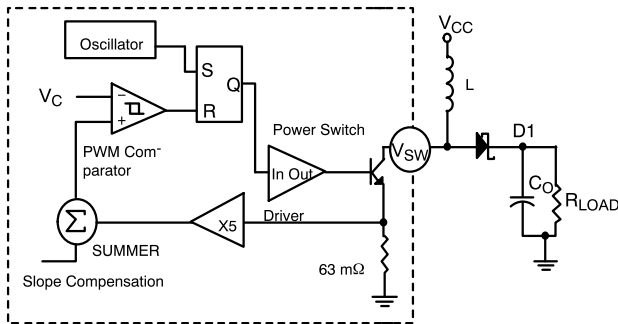 Oscillator
S
Q
R
V_C
−
+
PWM Com-
parator
Power Switch
In Out
V_SW
V_CC
L
D1
C_O
R_LOAD
Driver
X5
Σ
SUMMER
Slope Compensation
63 mΩ